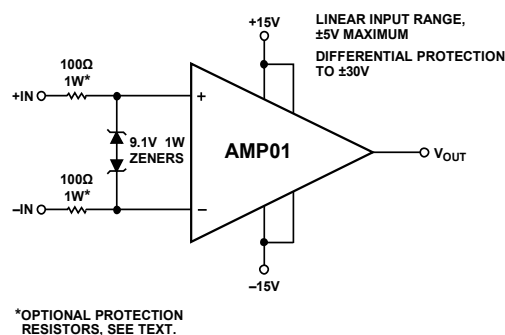 +15V
LINEAR INPUT RANGE,
±5V MAXIMUM
DIFFERENTIAL PROTECTION
TO ±30V
100Ω
1W*
+IN
+
9.1V 1W
ZENERS
AMP01
VOUT
100Ω
1W*
–IN
–
–15V
*OPTIONAL PROTECTION
RESISTORS, SEE TEXT.